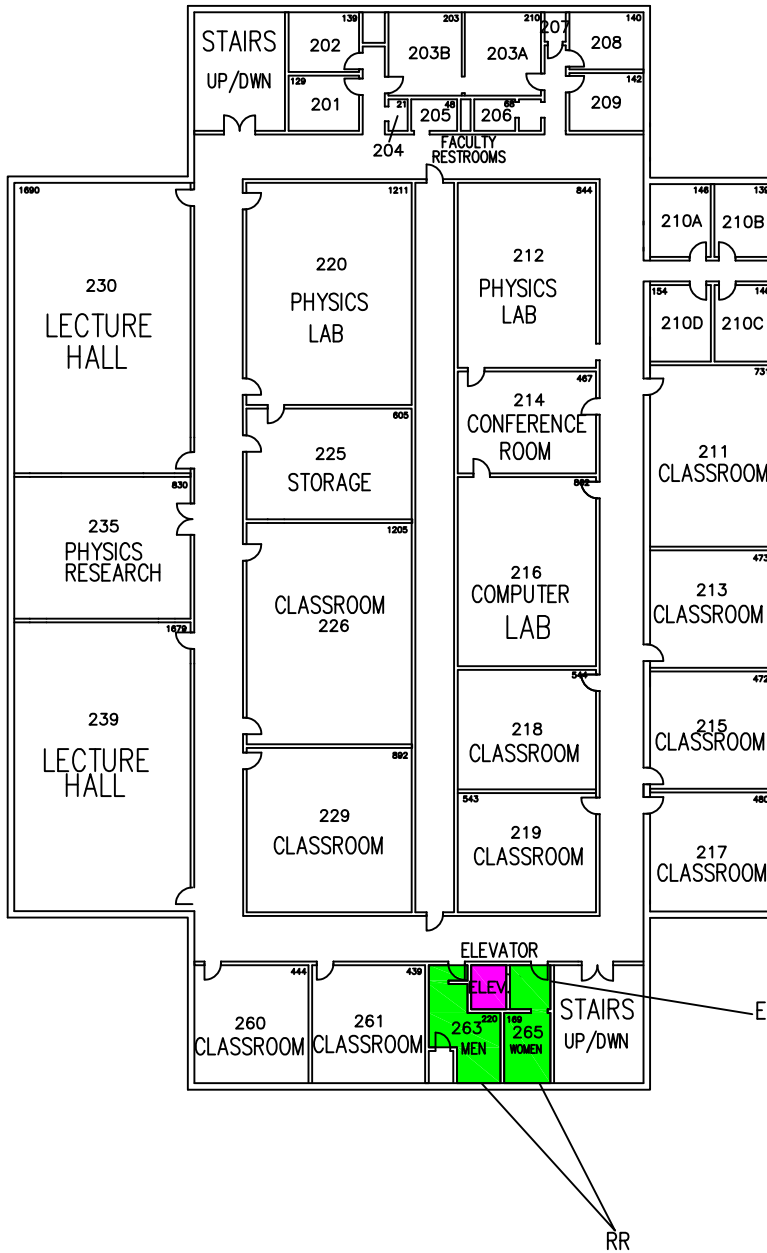 139
203
210
207
140
STAIRS
UP/DWN
202
203B
203A
208
129
201
142
209
21
48
68
204
205
206
FACULTY
RESTROOMS
1690
1211
844
146
139
210A
210B
230
LECTURE
HALL
220
PHYSICS
LAB
212
PHYSICS
LAB
154
146
210D
210C
467
731
214
CONFERENCE
ROOM
605
225
STORAGE
211
CLASSROOM
830
235
PHYSICS
RESEARCH
1205
CLASSROOM
226
216
COMPUTER
LAB
473
213
CLASSROOM
1679
239
LECTURE
HALL
544
218
CLASSROOM
472
215
CLASSROOM
892
229
CLASSROOM
543
219
CLASSROOM
480
217
CLASSROOM
ELEVATOR
444
260
CLASSROOM
439
261
CLASSROOM
ELEV
220
263
MEN
169
265
WOMEN
STAIRS
UP/DWN
E
RR